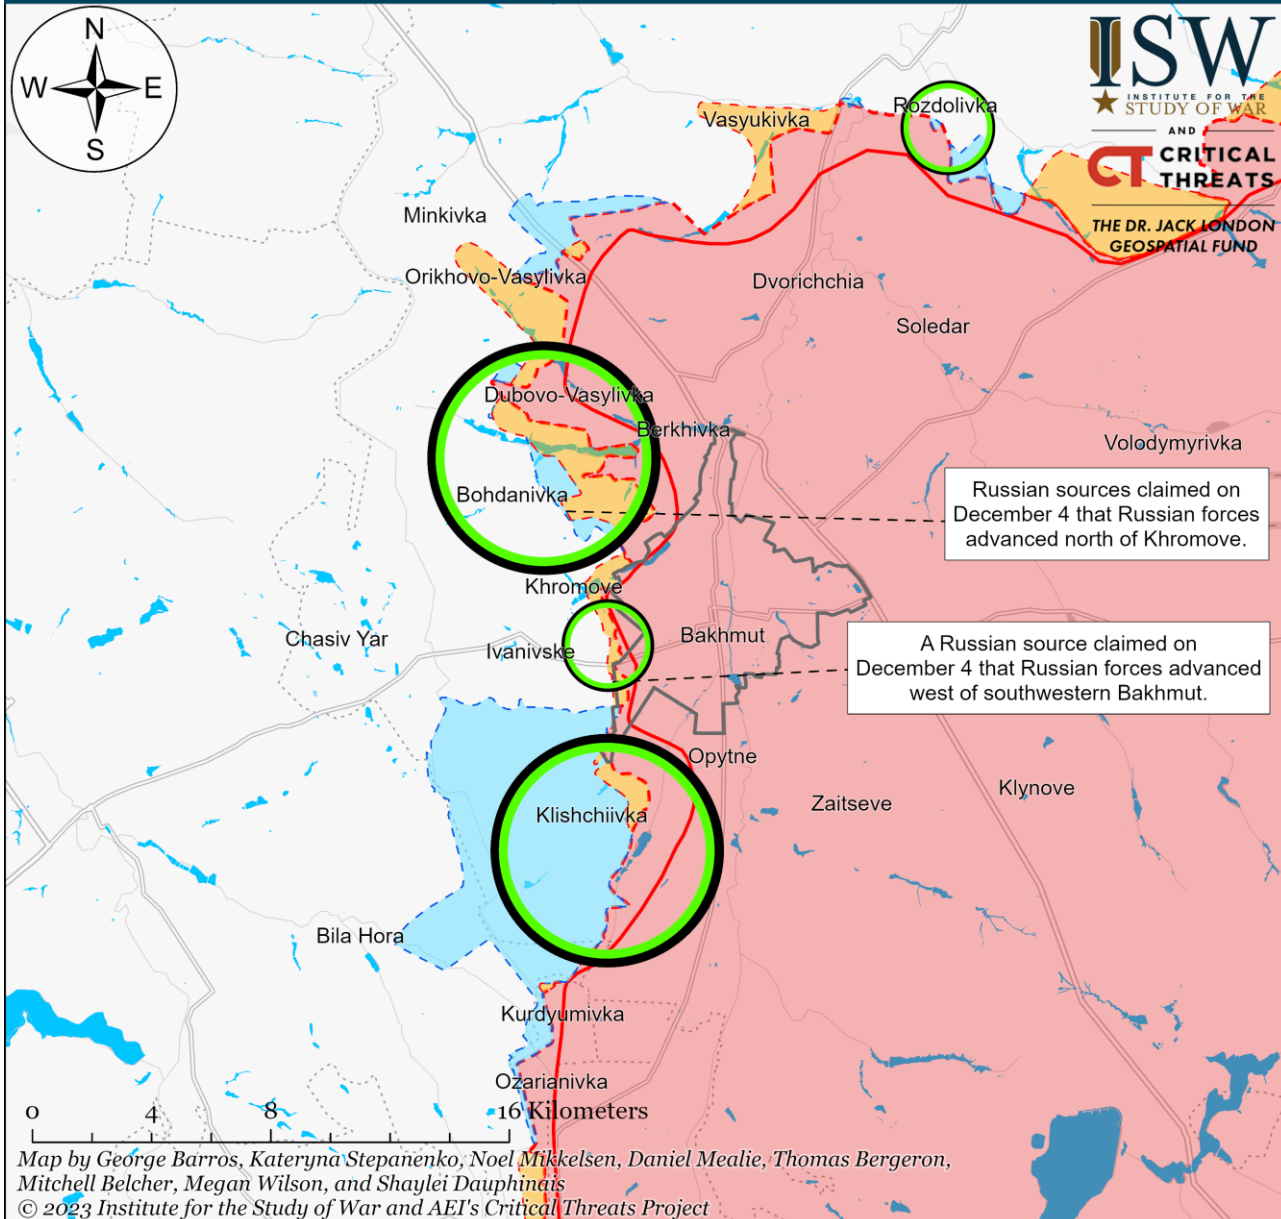 N
W
E
S
ISW
INSTITUTE FOR THE
STUDY OF WAR
AND
CT CRITICAL
THREATS
THE DR. JACK LONDON
GEOSPATIAL FUND
Rozdolivka
Vasyukivka
Minkivka
Orikhovo-Vasylivka
Dvorichchia
Soledar
Dubovo-Vasylivka
Berkhivka
Volodymyrivka
Bohdanivka
Russian sources claimed on
December 4 that Russian forces
advanced north of Khromove.
Khromove
Chasiv Yar
Ivanivske
Bakhmut
A Russian source claimed on
December 4 that Russian forces advanced
west of southwestern Bakhmut.
Opytne
Klynove
Zaitseve
Klishchiivka
Bila Hora
Kurdyumivka
Ozarianivka
0 4 8 16 Kilometers
Map by George Barros, Kateryna Stepanenko, Noel Mikkelsen, Daniel Mealie, Thomas Bergeron,
Mitchell Belcher, Megan Wilson, and Shaylei Dauphinais
© 2023 Institute for the Study of War and AEI's Critical Threats Project